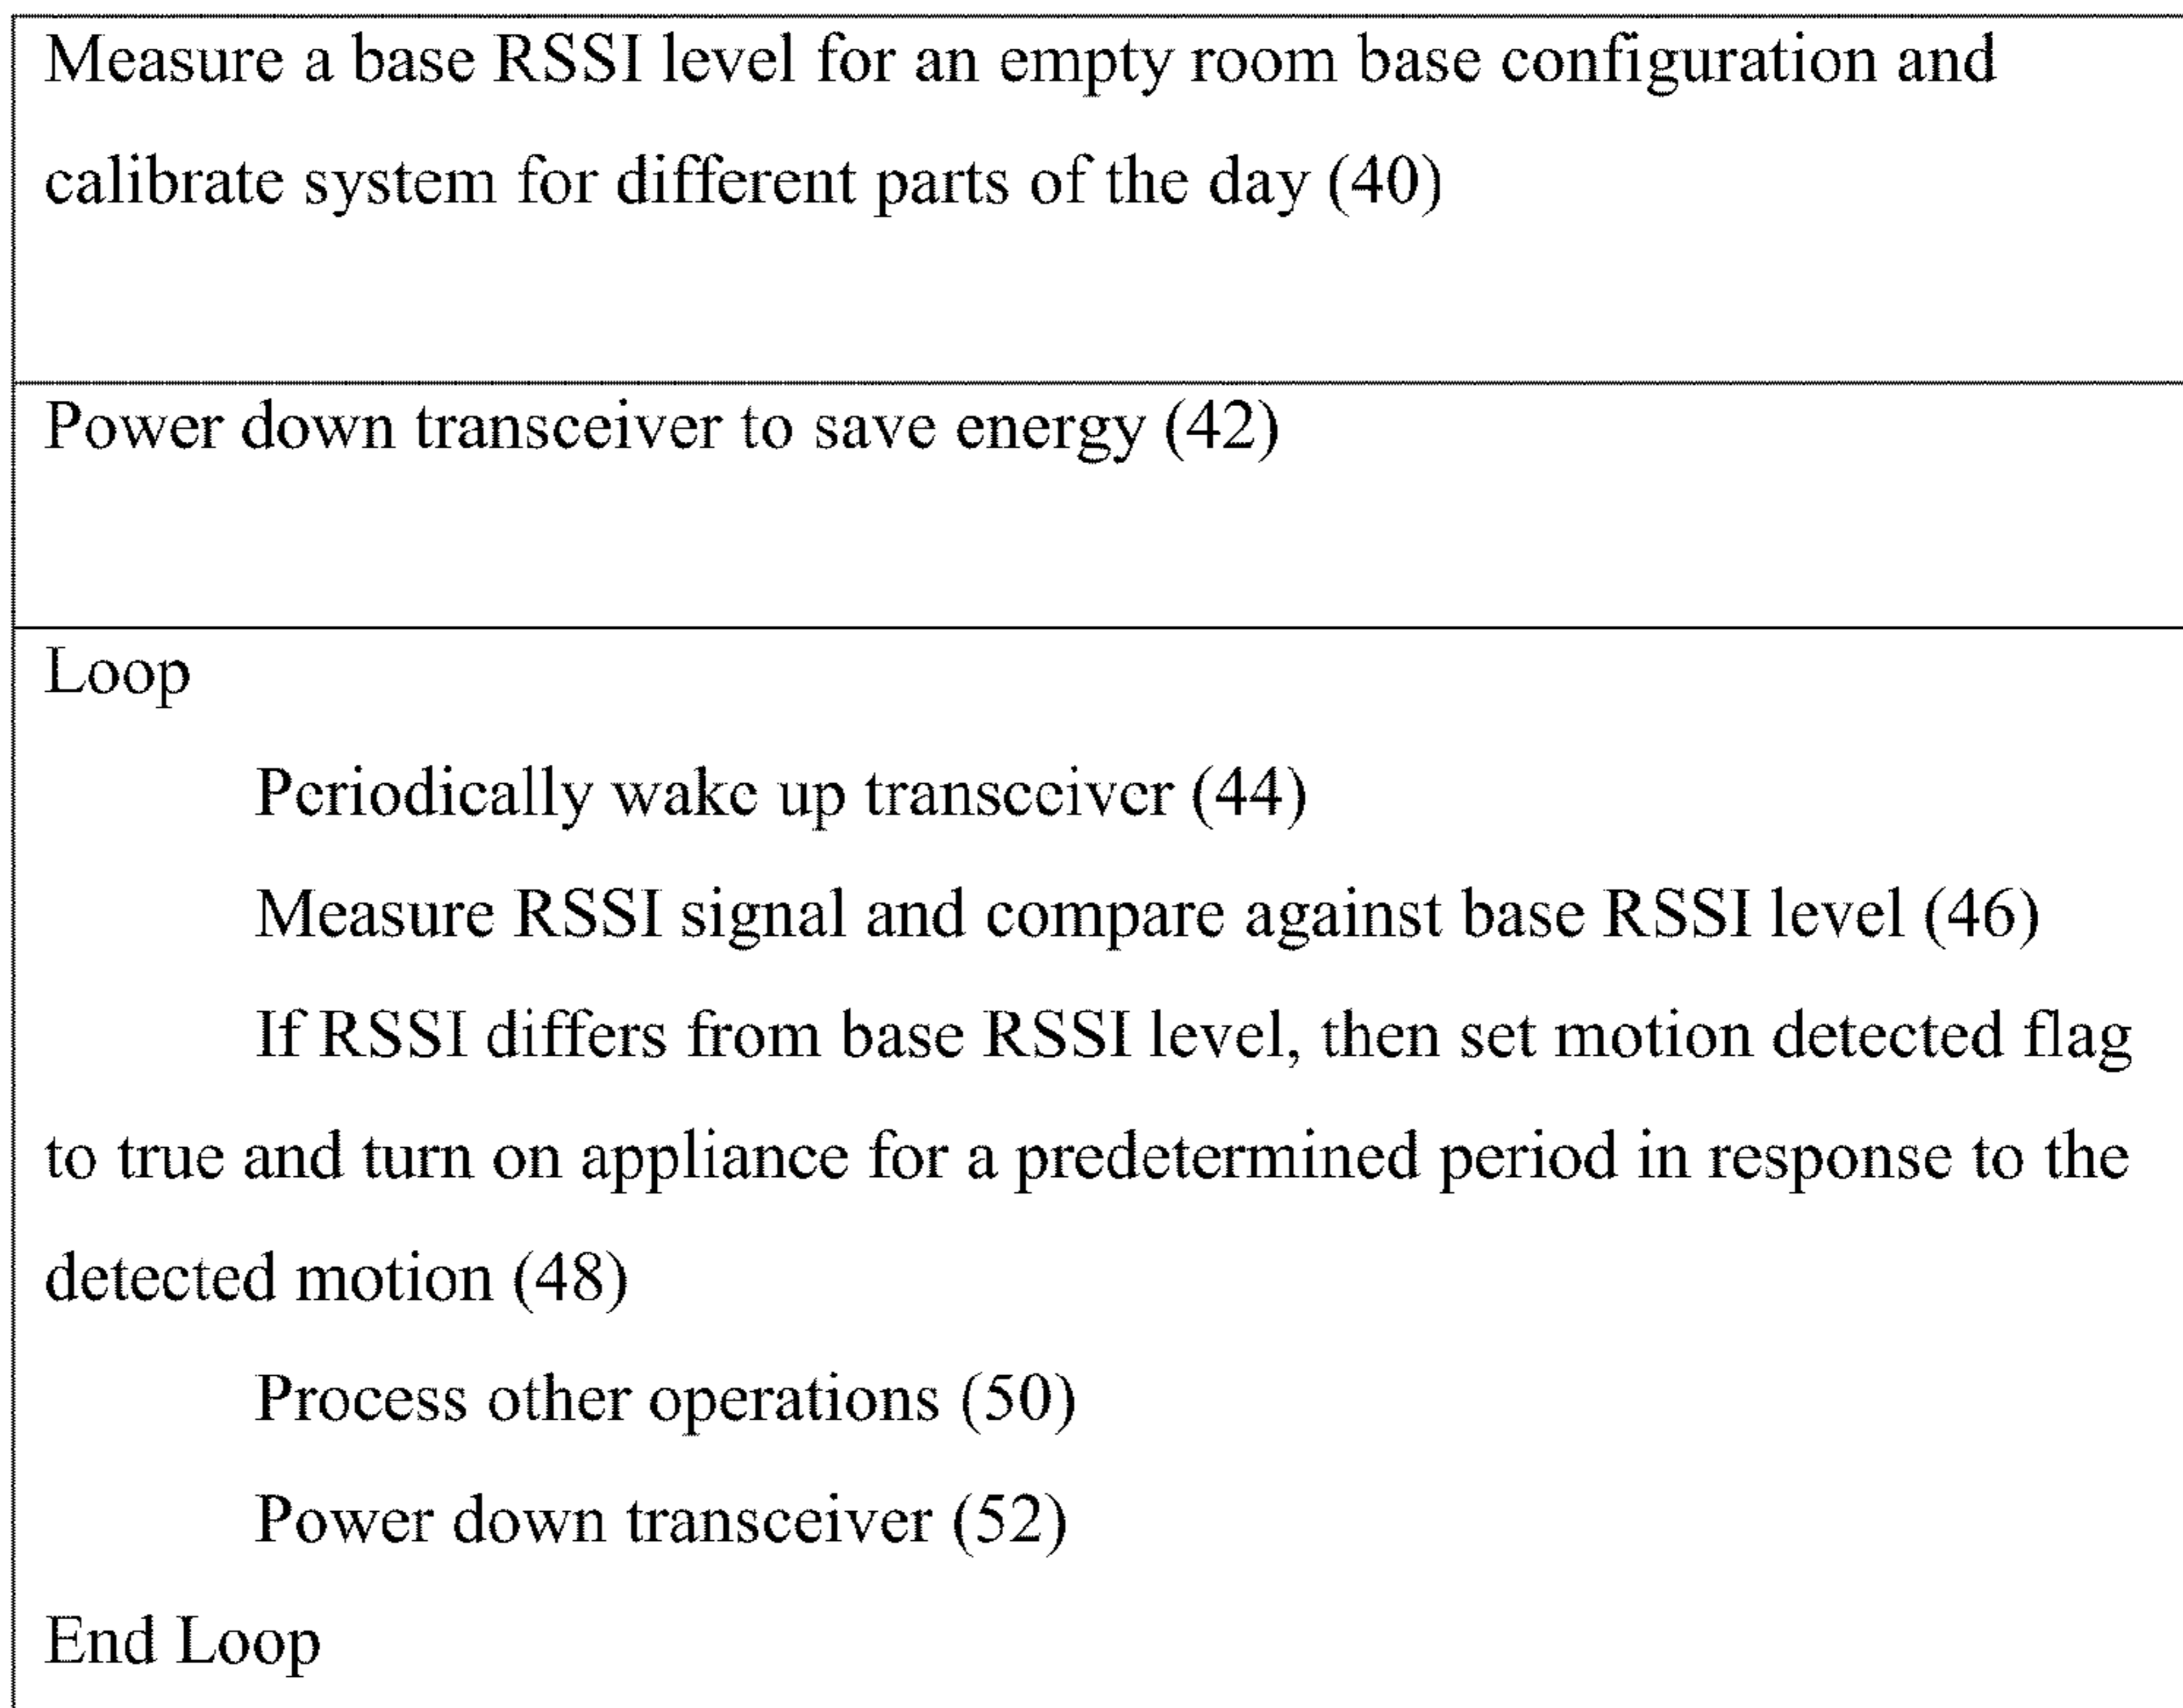 Measure a base RSSI level for an empty room base configuration and
calibrate system for different parts of the day (40)
Power down transceiver to save energy (42)
Loop
Periodically wake up transceiver (44)
Measure RSSI signal and compare against base RSSI level (46)
If RSSI differs from base RSSI level, then set motion detected flag
to true and turn on appliance for a predetermined period in response to the
detected motion (48)
Process other operations (50)
Power down transceiver (52)
End Loop